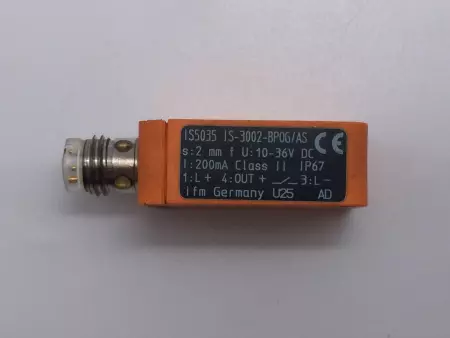 IS5035 IS-3002-BPOG/AS
s:2 mm f U:10-36V DC
I:200mA Class II IP67
1:L+ 4:OUT+ 3:L-
ifm Germany U25 AD
CE